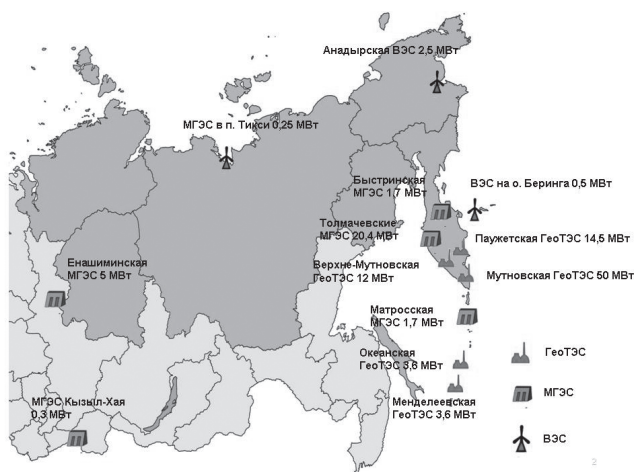 Анадырская ВЭС 2,5 МВт
МГЭС в п. Тикси 0,25 МВт
Быстринская
МГЭС 1,7 МВт
ВЭС на о. Беринга 0,5 МВт
Толмачевские
МГЭС 20,4 МВт
Паужетская ГеоТЭС 14,5 МВт
Енашиминская
МГЭС 5 МВт
Верхне-Мутновская
ГеоТЭС 12 МВт
Мутновская ГеоТЭС 50 МВт
Матросская
МГЭС 1,7 МВт
Океанская
ГеоТЭС 3,6 МВт
ГеоТЭС
МГЭС Кызыл-Хая
0,3 МВт
Менделеевская
ГеоТЭС 3,6 МВт
МГЭС
ВЭС
2